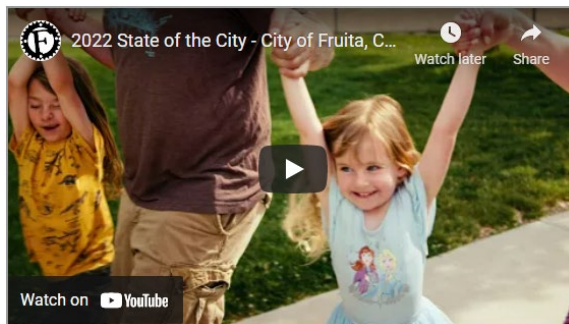 F
2022 State of the City - City of Fruita, C...
Watch later
Share
Watch on YouTube